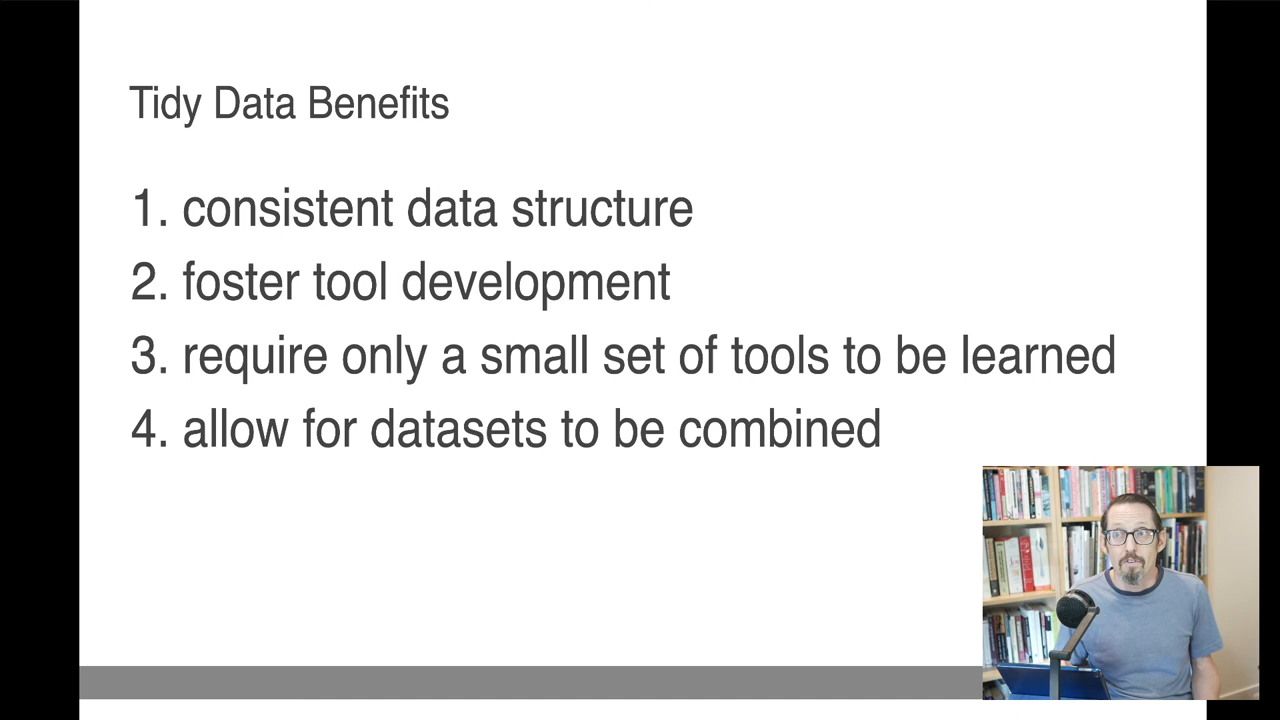 Tidy Data Benefits
1. consistent data structure
2. foster tool development
3. require only a small set of tools to be learned
4. allow for datasets to be combined